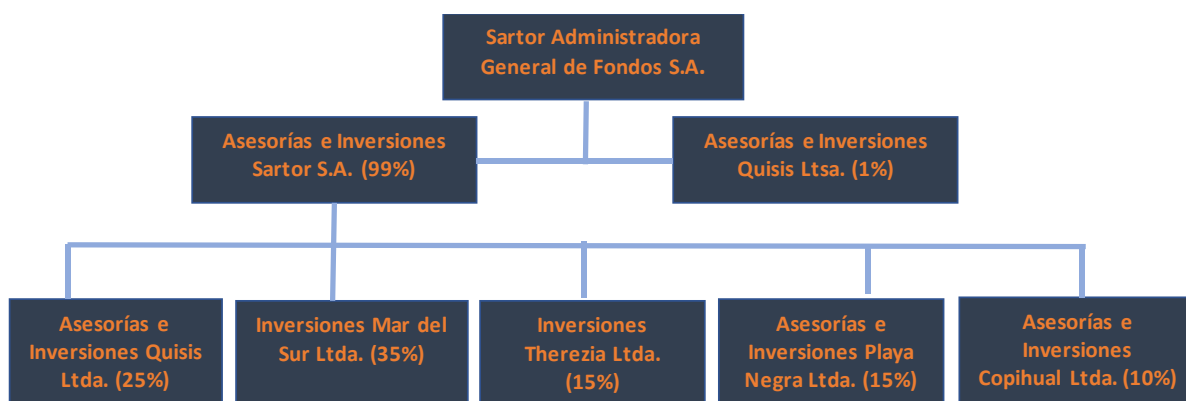 Sartor Administradora
General de Fondos S.A.
Asesorías e Inversiones
Sartor S.A. (99%)
Asesorías e Inversiones
Quisis Ltsa. (1%)
Asesorías e
Inversiones Quisis
Ltda. (25%)
Inversiones Mar del
Sur Ltda. (35%)
Inversiones
Therezia Ltda.
(15%)
Asesorías e
Inversiones Playa
Negra Ltda. (15%)
Asesorías e
Inversiones
Copihual Ltda. (10%)